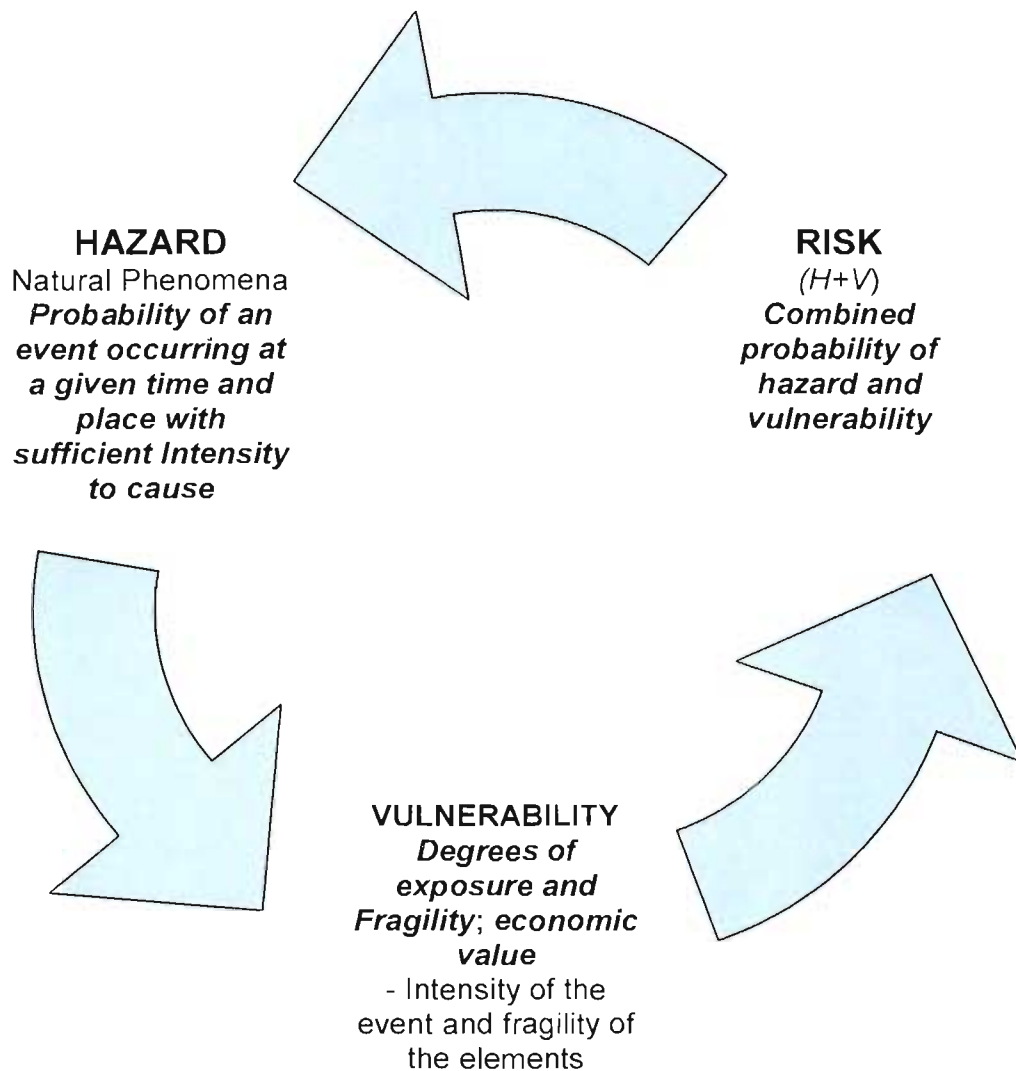 HAZARD
Natural Phenomena
Probability of an
event occurring at
a given time and
place with
sufficient Intensity
to cause
RISK
(H+V)
Combined
probability of
hazard and
vulnerability
VULNERABILITY
Degrees of
exposure and
Fragility; economic
value
- Intensity of the
event and fragility of
the elements